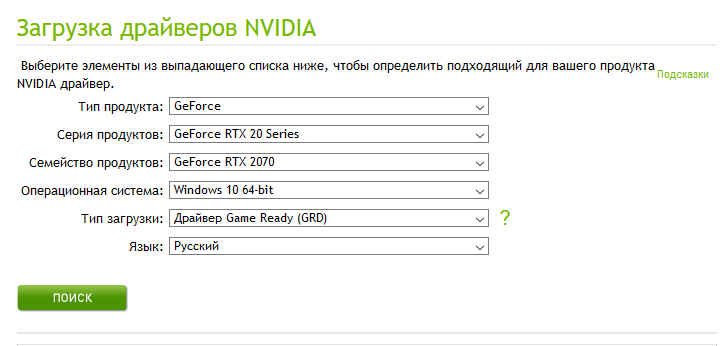 Загрузка драйверов NVIDIA
Выберите элементы из выпадающего списка ниже, чтобы определить подходящий для вашего продукта
NVIDIA драйвер.
Подсказки
Тип продукта: GeForce
Серия продуктов: GeForce RTX 20 Series
Семейство продуктов: GeForce RTX 2070
Операционная система: Windows 10 64-bit
Тип загрузки: Драйвер Game Ready (GRD) ?
Язык: Русский
ПОИСК